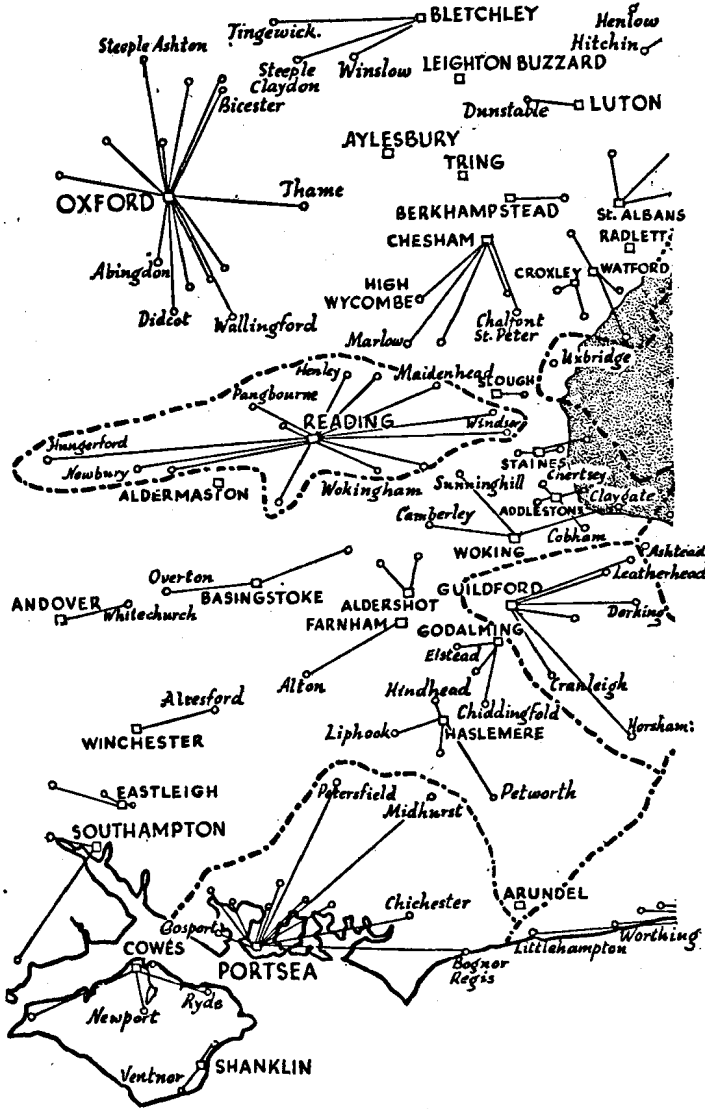 BLETCHLEY
Henlow
Tingewick.
Hitchin
Steeple Ashton
Steeple
Claydon
Winslow
LEIGHTON BUZZARD
Bicester
Dunstable
LUTON
AYLESBURY
TRING
OXFORD
Thame
BERKHAMPSTEAD
St. ALBANS
RADLETT
CHESHAM
Abingdon
CROXLEY
WATFORD
HIGH
WYCOMBE
Didcot
Wallingford
Chalfont
St. Peter
Marlow
Uxbridge
Henley
Maidenhead
SLOUGH
Pangbourne
READING
Windsor
Hungerford
Newbury
STAINES
ALDERMASTON
Wokingham
Sunninghill
Chertsey
Claygate
ADDLESTONE
Camberley
Cobham
WOKING
Ashtead
Leatherhead
Overton
BASINGSTOKE
GUILDFORD
ANDOVER
Whitechurch
ALDERSHOT
Dorking
FARNHAM
GODALMING
Elstead
Alton
Cranleigh
Hindhead
Alresford
Chiddingfold
Horsham:
WINCHESTER
Liphook
HASLEMERE
EASTLEIGH
Petersfield
Midhurst
Petworth
SOUTHAMPTON
ARUNDEL
Chichester
Gosport
COWES
PORTSEA
Littlehampton
Worthing
Bognor
Regis
Ryde
Newport
SHANKLIN
Ventnor